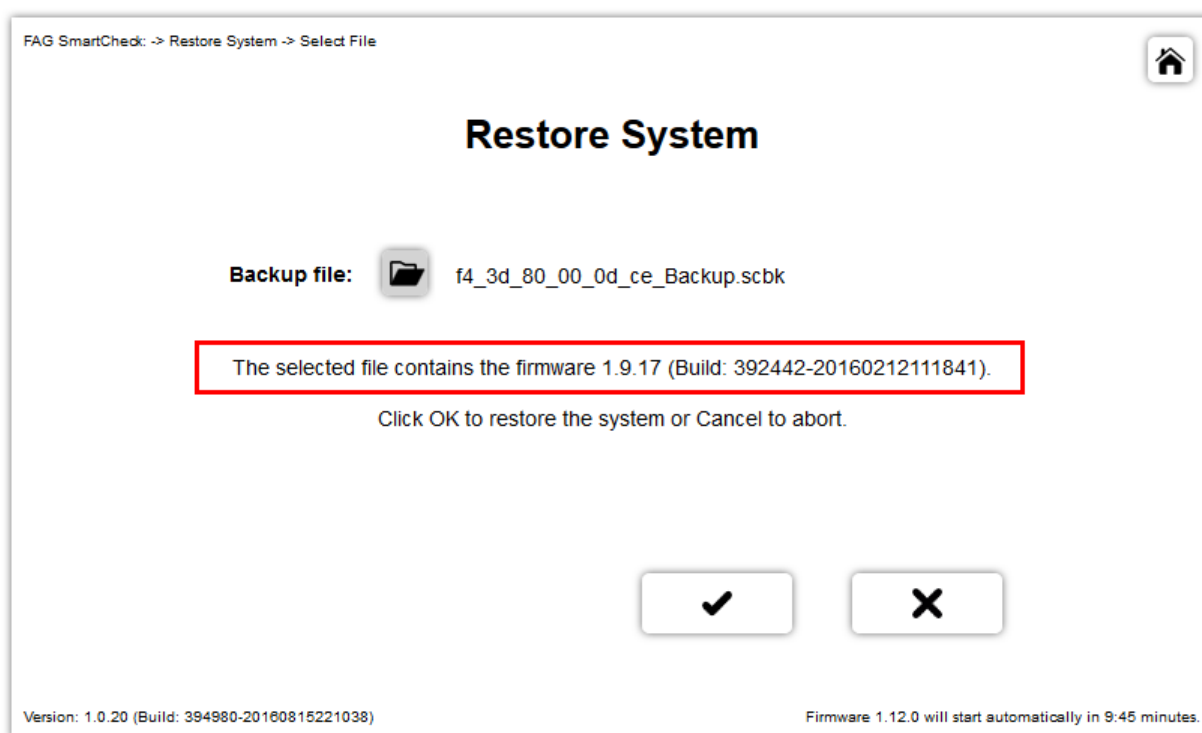 FAG SmartCheck: -> Restore System -> Select File
Restore System
Backup file: f4_3d_80_00_0d_ce_Backup.scbk
The selected file contains the firmware 1.9.17 (Build: 392442-20160212111841).
Click OK to restore the system or Cancel to abort.
Version: 1.0.20 (Build: 394980-20160815221038)
Firmware 1.12.0 will start automatically in 9:45 minutes.